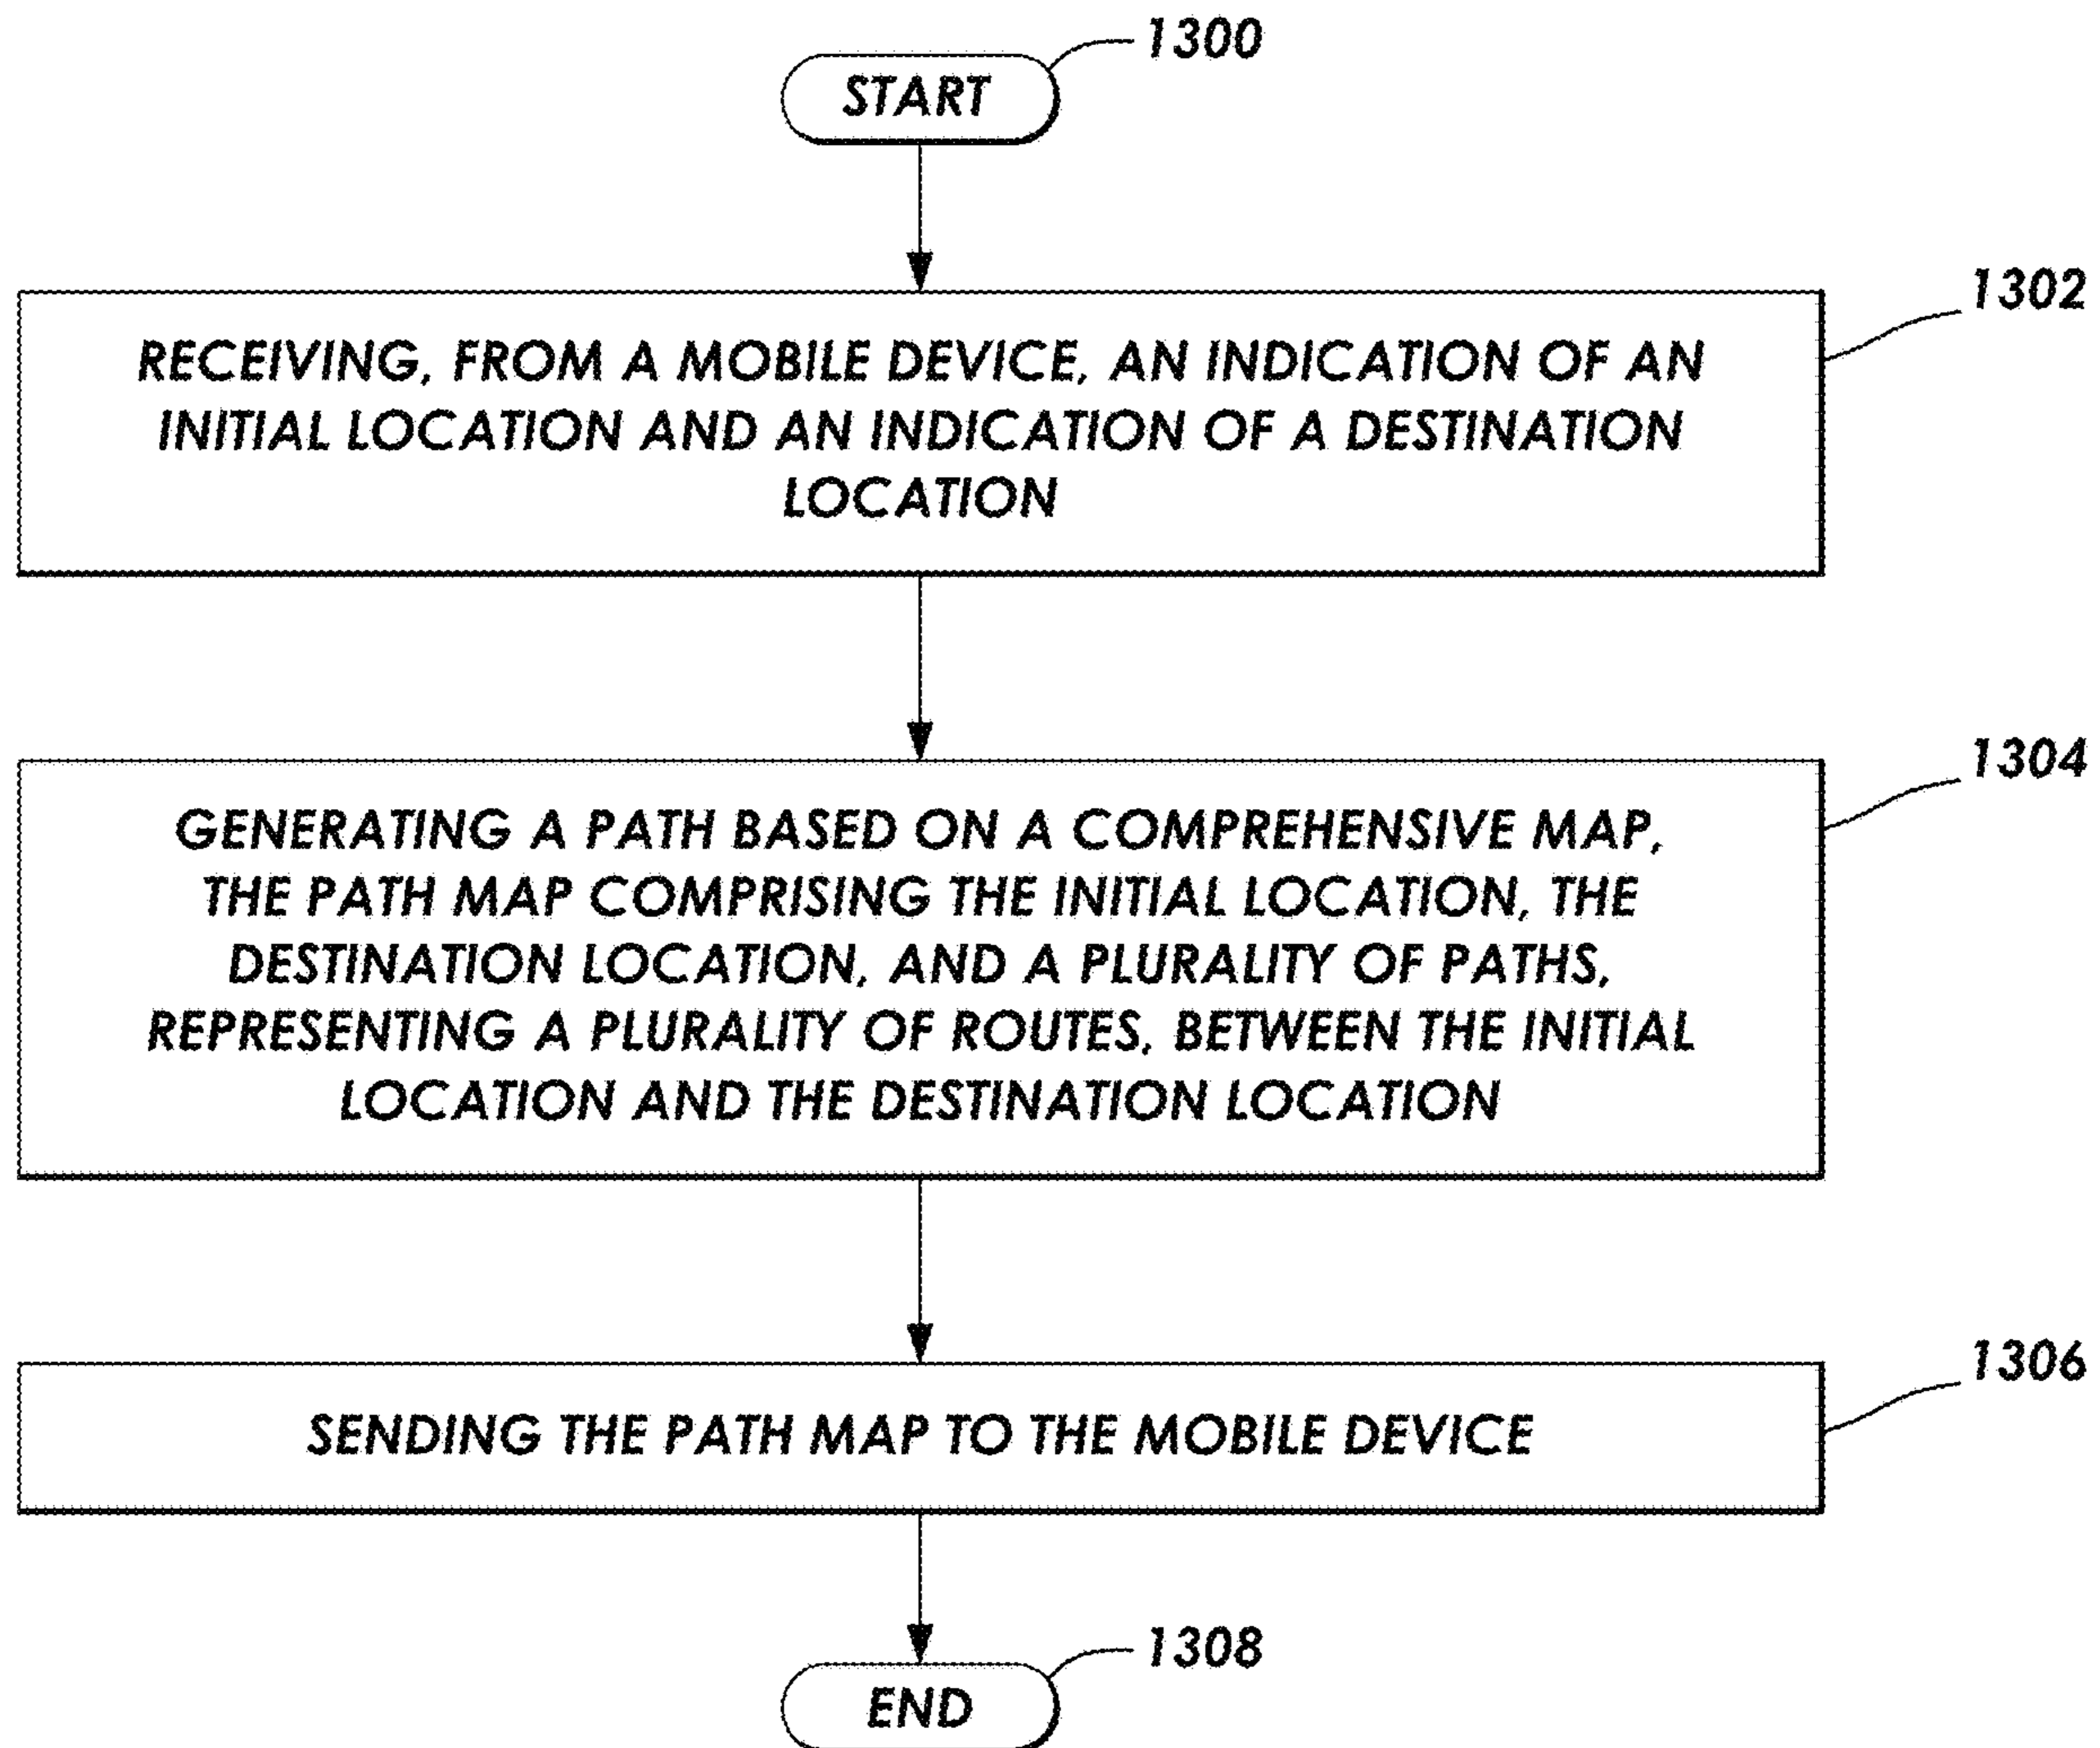 1300
START
1302
RECEIVING, FROM A MOBILE DEVICE, AN INDICATION OF AN
INITIAL LOCATION AND AN INDICATION OF A DESTINATION
LOCATION
1304
GENERATING A PATH BASED ON A COMPREHENSIVE MAP,
THE PATH MAP COMPRISING THE INITIAL LOCATION, THE
DESTINATION LOCATION, AND A PLURALITY OF PATHS,
REPRESENTING A PLURALITY OF ROUTES, BETWEEN THE INITIAL
LOCATION AND THE DESTINATION LOCATION
1306
SENDING THE PATH MAP TO THE MOBILE DEVICE
1308
END